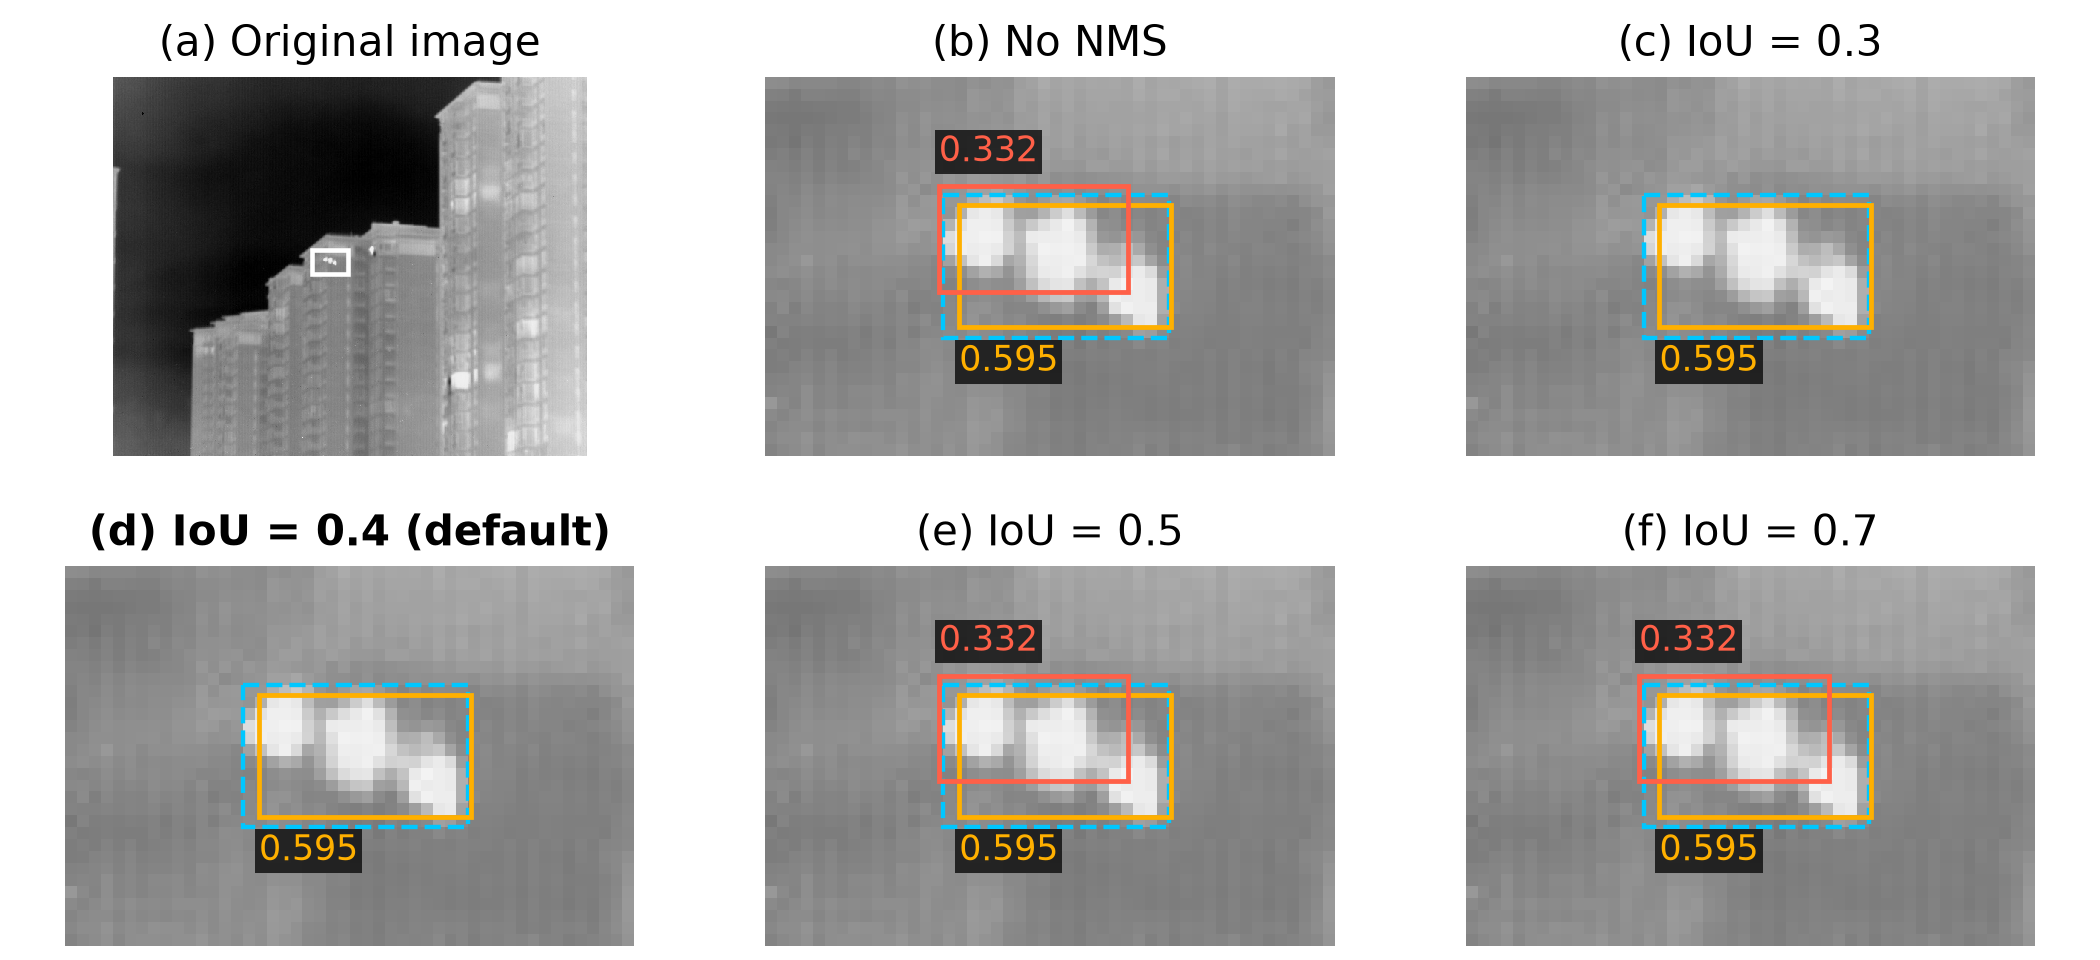 (a) Original image
(b) No NMS
0.332
0.595
(c) IoU = 0.3
0.595
(d) IoU = 0.4 (default)
0.595
(e) IoU = 0.5
0.332
0.595
(f) IoU = 0.7
0.332
0.595